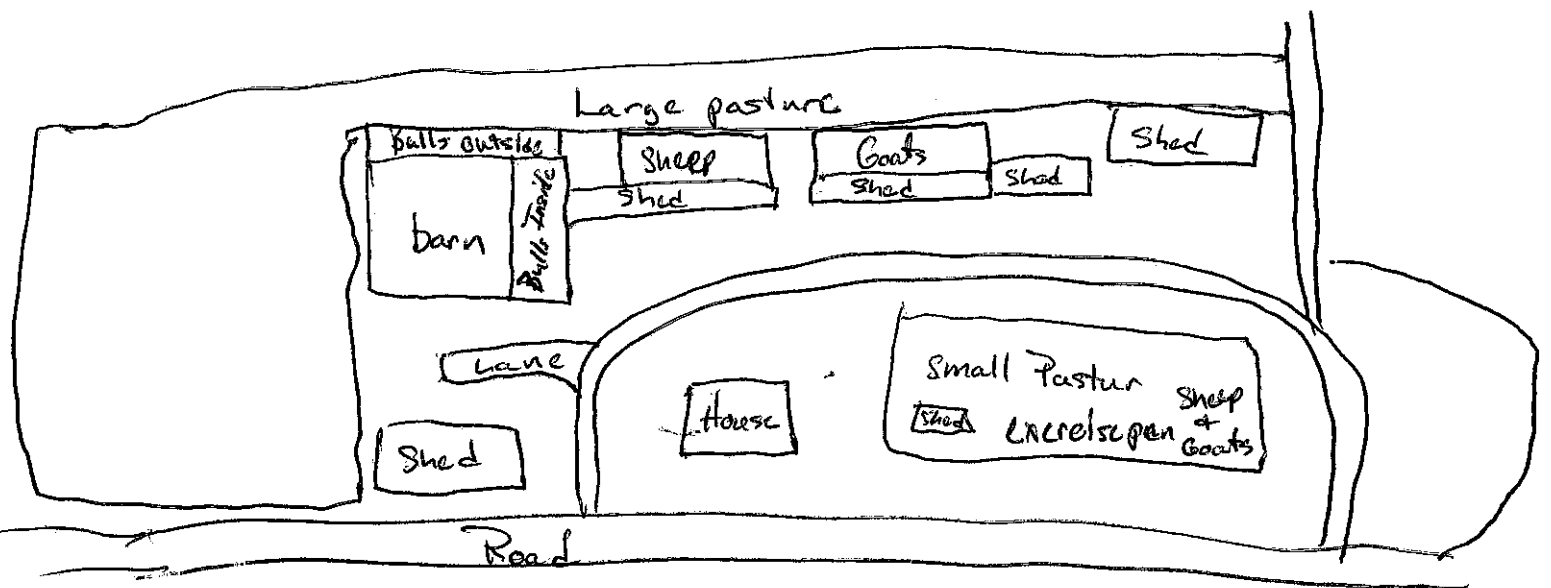 Large pasture
Bulls outside
Sheep
Goats
Shed
Shed
Shed
Shed
barn
Bulls Inside
Lane
House
Small Pastur
Shed
excrelsepen
Sheep
&
Goats
Shed
Road